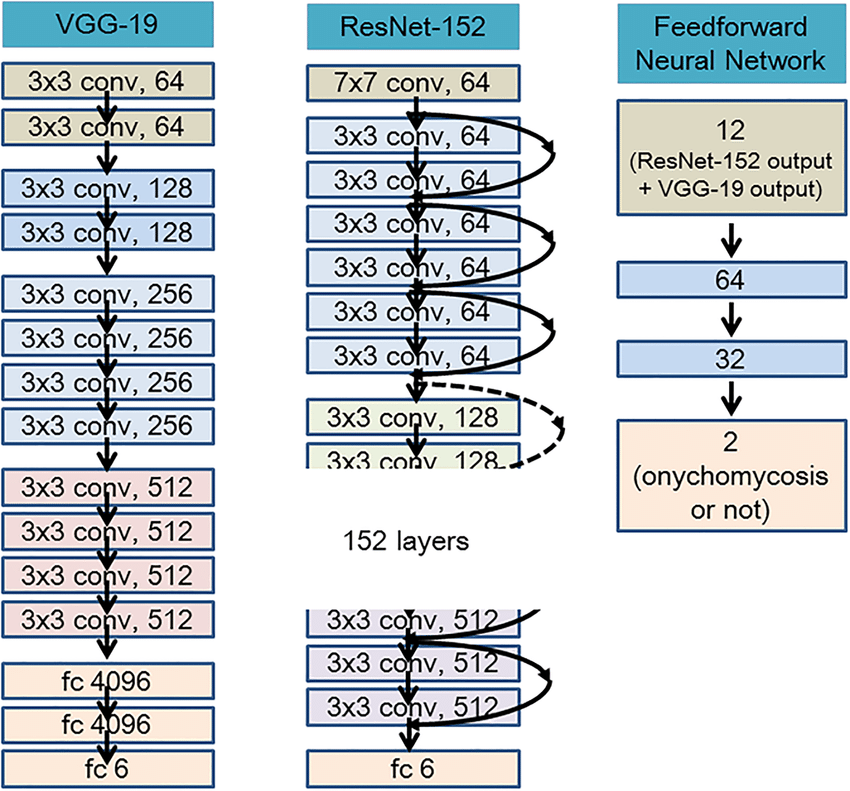 VGG-19
3x3 conv, 64
3x3 conv, 64
3x3 conv, 128
3x3 conv, 128
3x3 conv, 256
3x3 conv, 256
3x3 conv, 256
3x3 conv, 256
3x3 conv, 512
3x3 conv, 512
3x3 conv, 512
3x3 conv, 512
fc 4096
fc 4096
fc 6
ResNet-152
7x7 conv, 64
3x3 conv, 64
3x3 conv, 64
3x3 conv, 64
3x3 conv, 64
3x3 conv, 64
3x3 conv, 64
3x3 conv, 128
3x3 conv, 128
152 layers
3x3 conv, 512
3x3 conv, 512
3x3 conv, 512
fc 6
Feedforward
Neural Network
12
(ResNet-152 output
+ VGG-19 output)
64
32
2
(onychomycosis
or not)